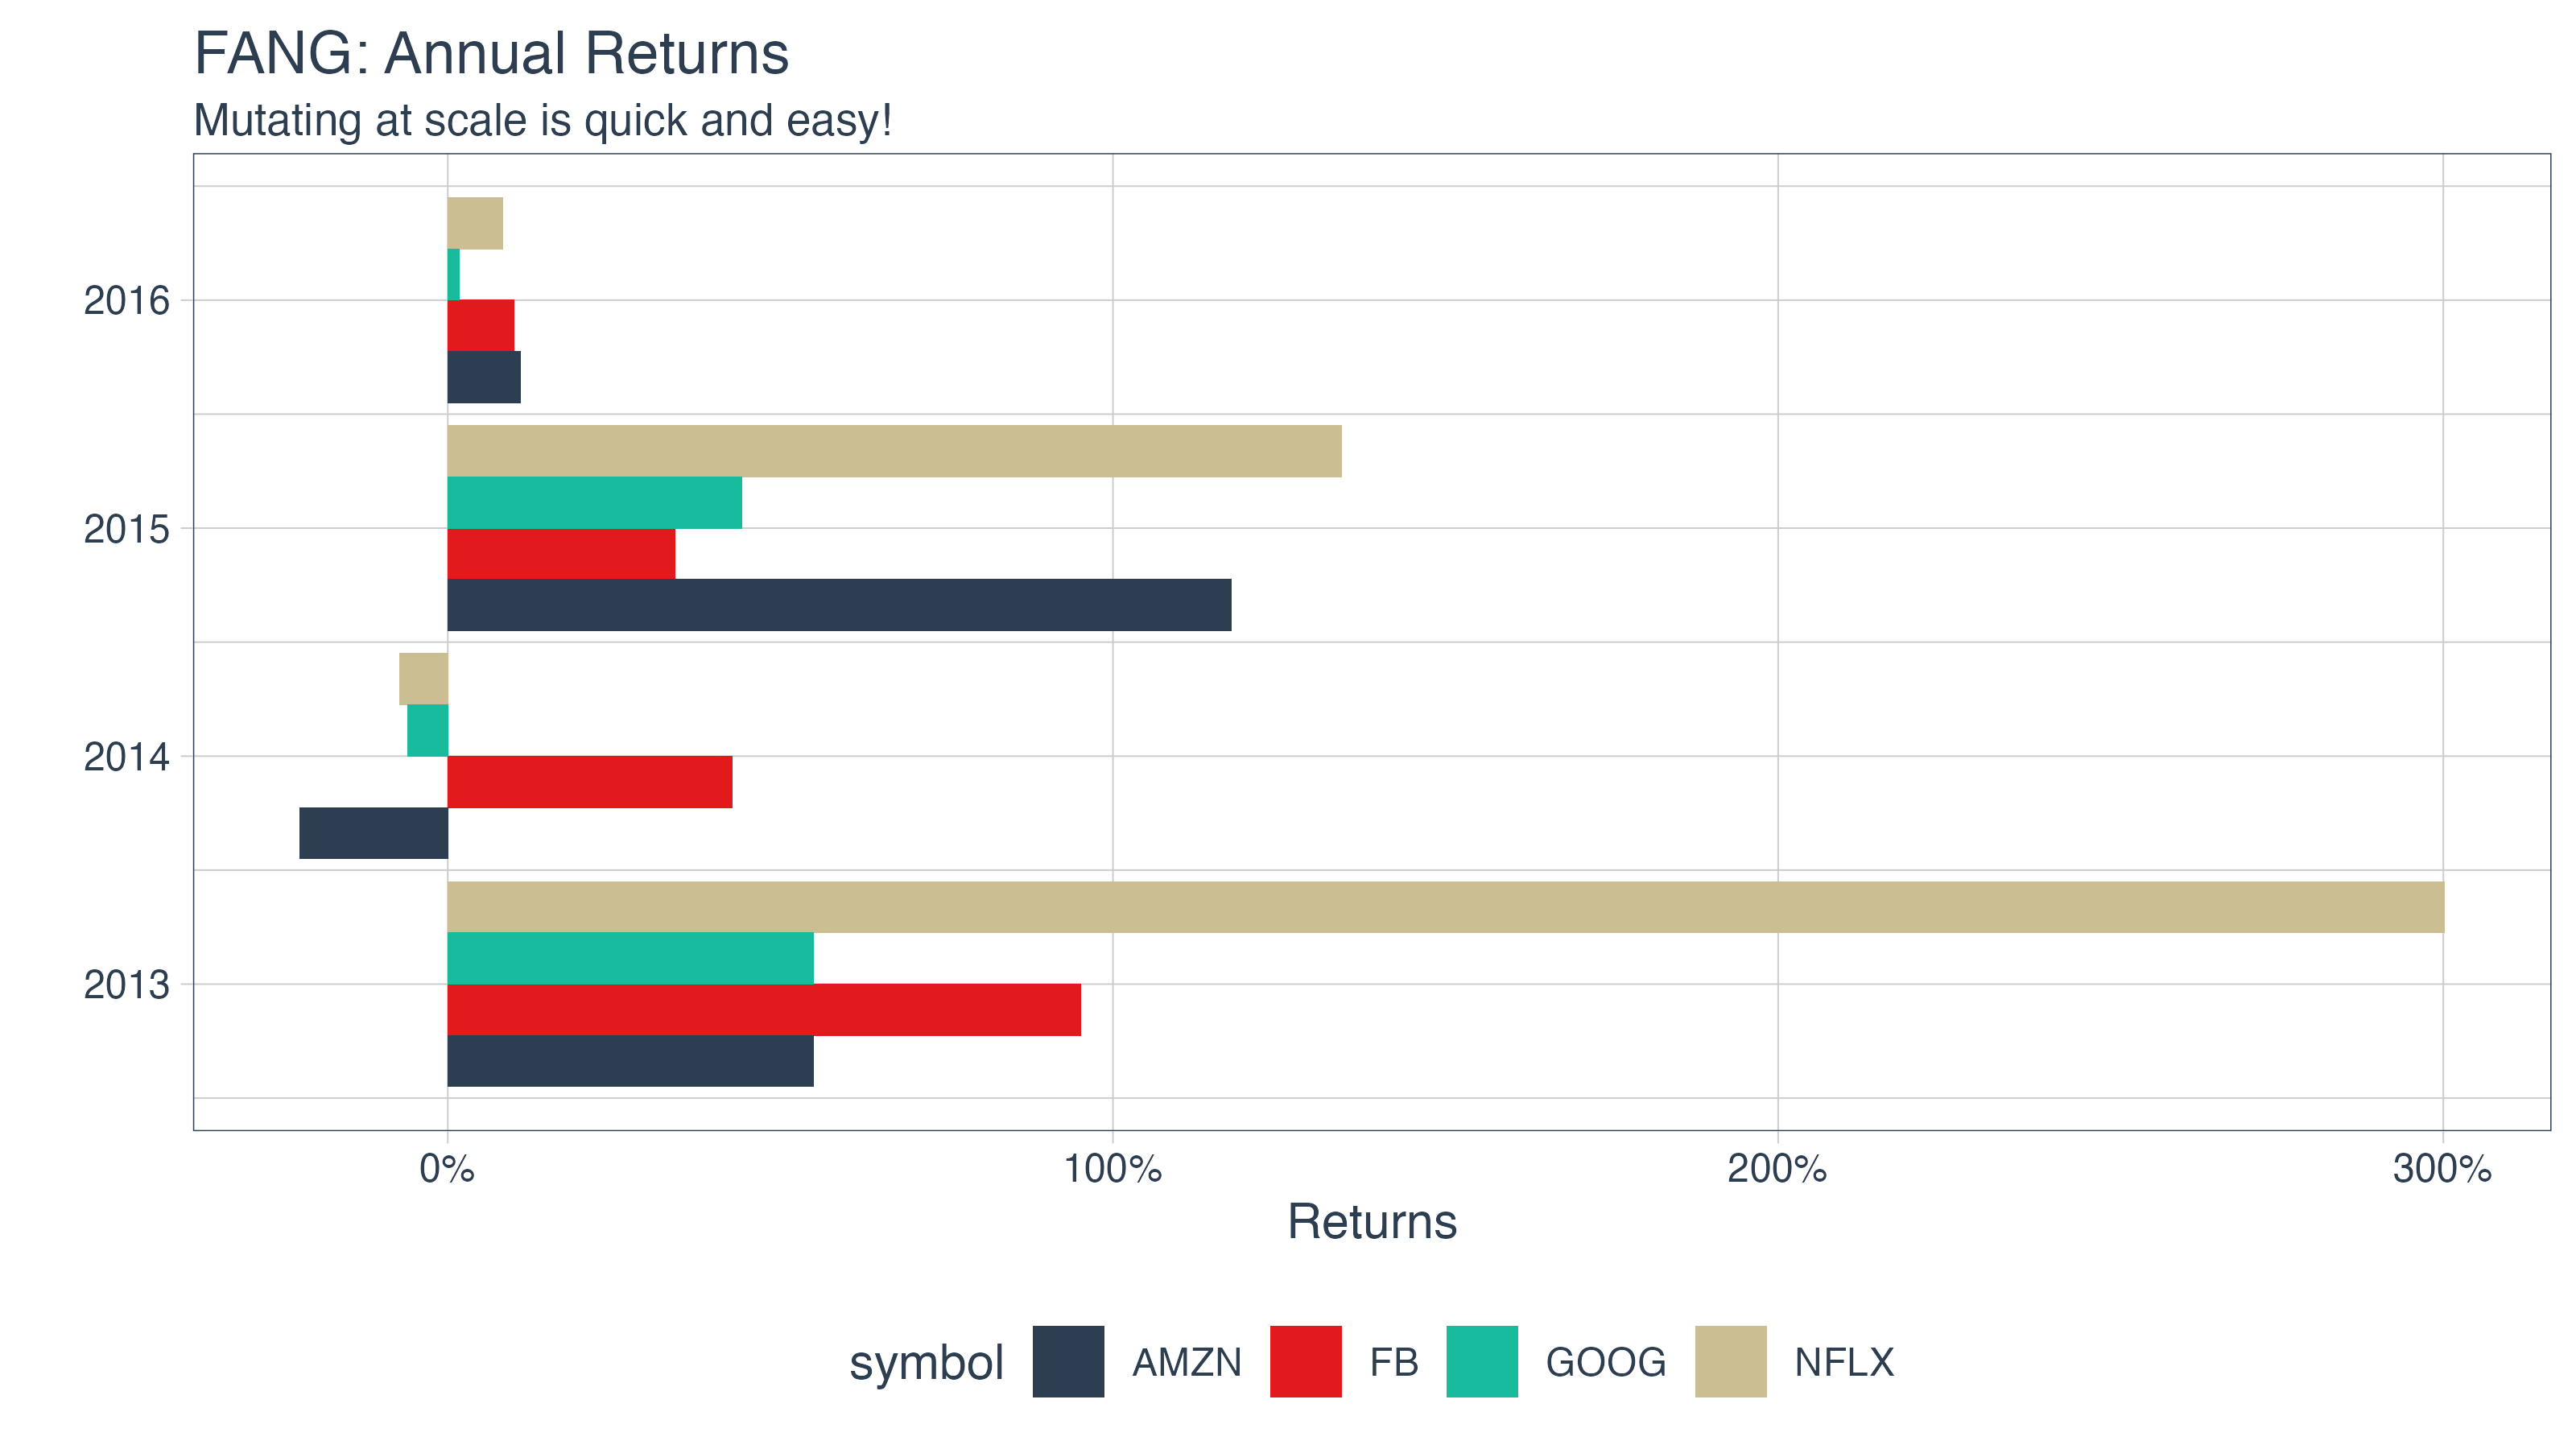 FANG: Annual Returns
Mutating at scale is quick and easy!
2016
2015
2014
2013
0% 100% 200% 300%
Returns
symbol AMZN FB GOOG NFLX